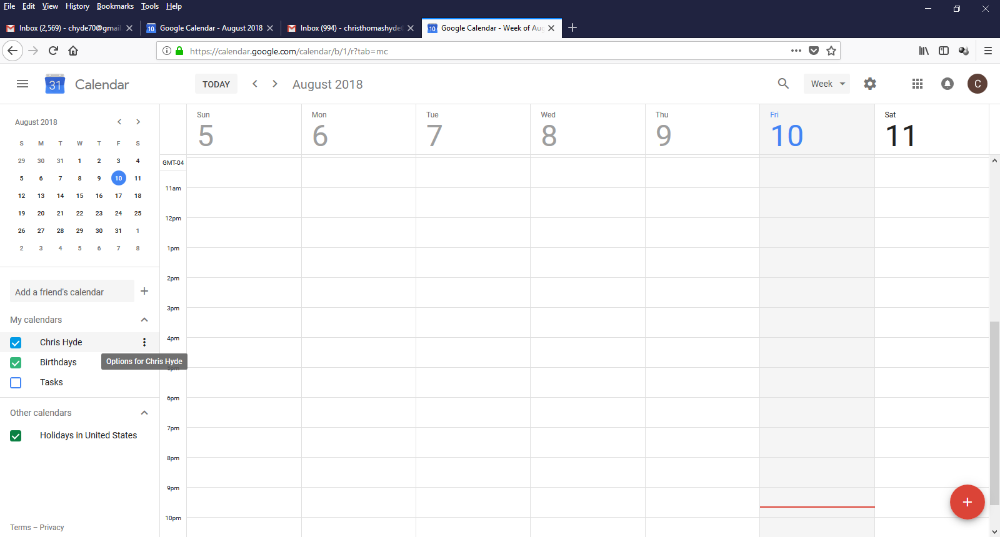 File Edit View History Bookmarks Tools Help
Inbox (2,569) - chyde70@gmail
Google Calendar - August 2018
Inbox (994) - christhomashyde
Google Calendar - Week of Aug
https://calendar.google.com/calendar/b/1/r?tab=mc
31 Calendar TODAY August 2018 Week C
August 2018
S M T W T F S
29 30 31 1 2 3 4
5 6 7 8 9 10 11
12 13 14 15 16 17 18
19 20 21 22 23 24 25
26 27 28 29 30 31 1
2 3 4 5 6 7 8
Add a friend's calendar
My calendars
Chris Hyde
Options for Chris Hyde
Birthdays
Tasks
Other calendars
Holidays in United States
Terms – Privacy
Sun Mon Tue Wed Thu Fri Sat
5 6 7 8 9 10 11
GMT-04
11am
12pm
1pm
2pm
3pm
4pm
6pm
7pm
8pm
9pm
10pm